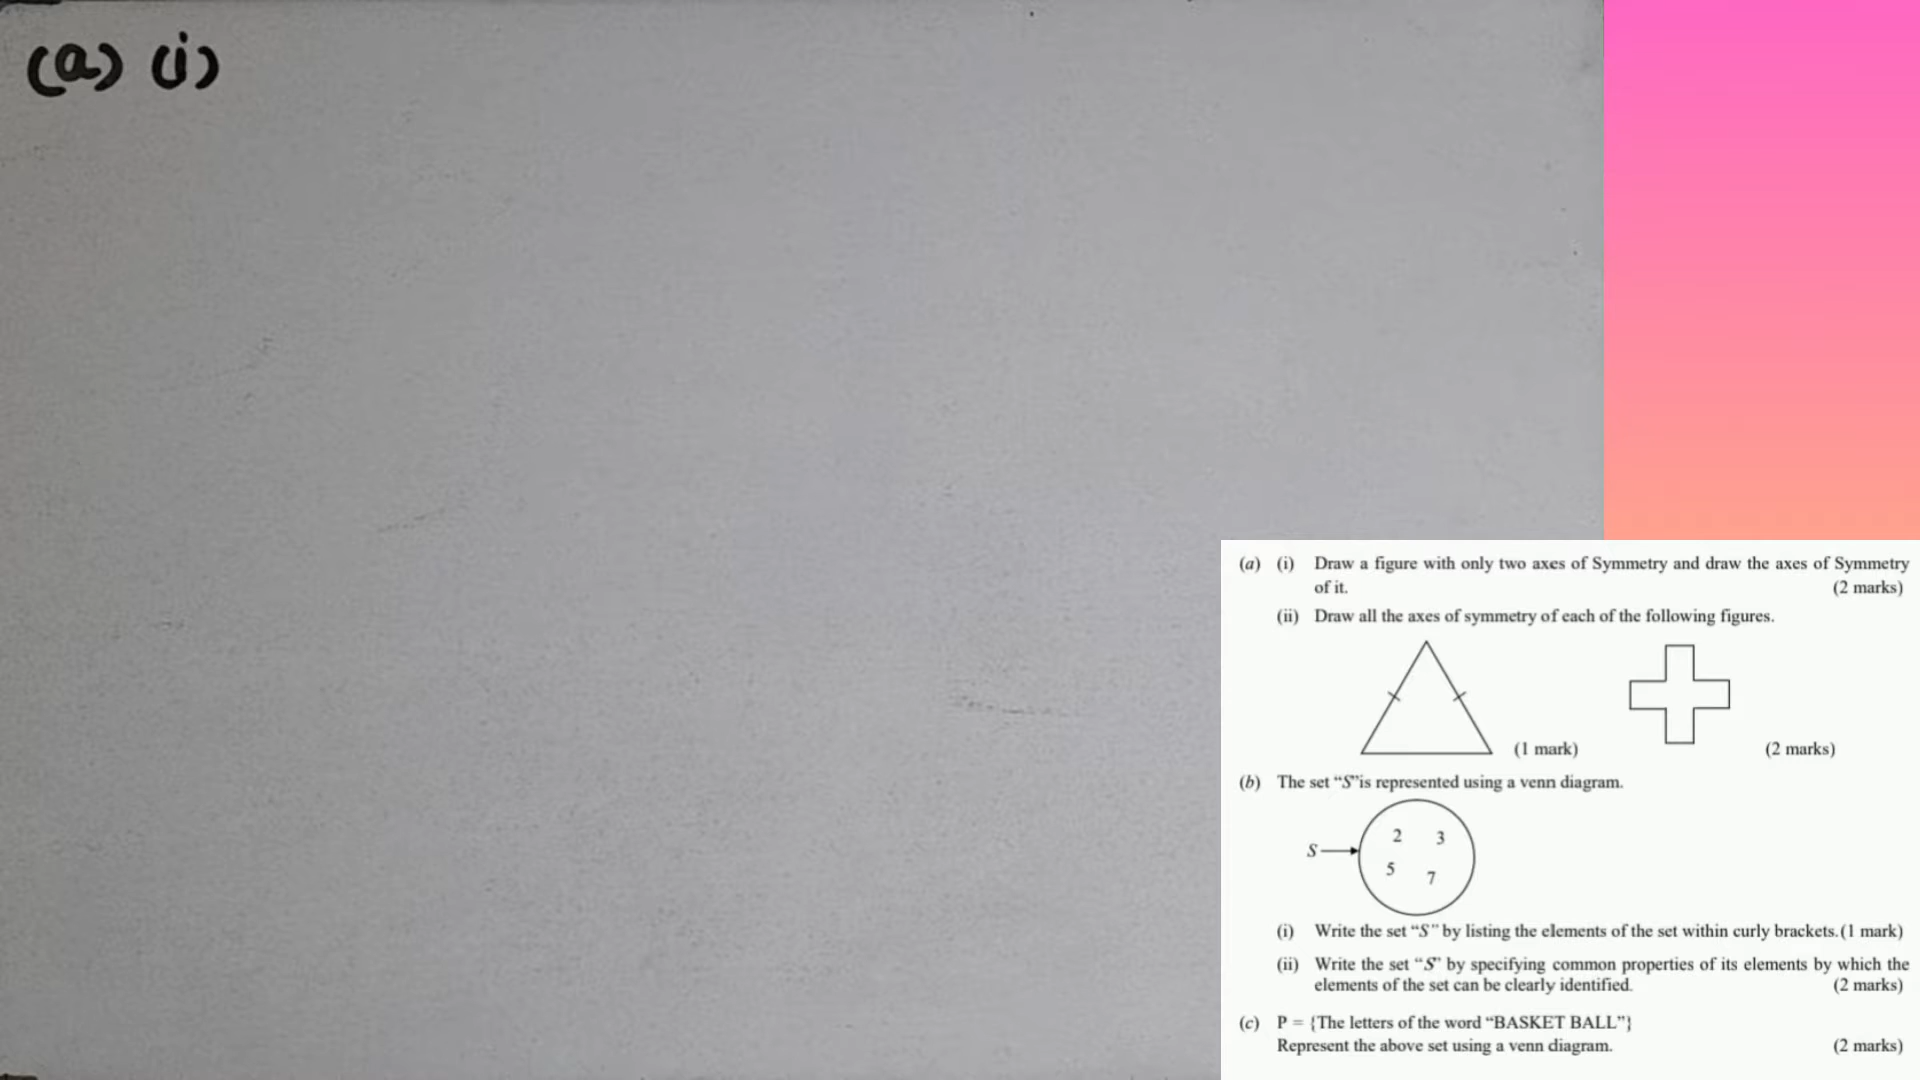 (a) (i)
(a) (i) Draw a figure with only two axes of Symmetry and draw the axes of Symmetry
of it. (2 marks)
(ii) Draw all the axes of symmetry of each of the following figures.
(1 mark) (2 marks)
(b) The set “S”is represented using a venn diagram.
2 3
S
5 7
(i) Write the set “S” by listing the elements of the set within curly brackets.(1 mark)
(ii) Write the set “S” by specifying common properties of its elements by which the
elements of the set can be clearly identified. (2 marks)
(c) P = {The letters of the word “BASKET BALL”}
Represent the above set using a venn diagram. (2 marks)